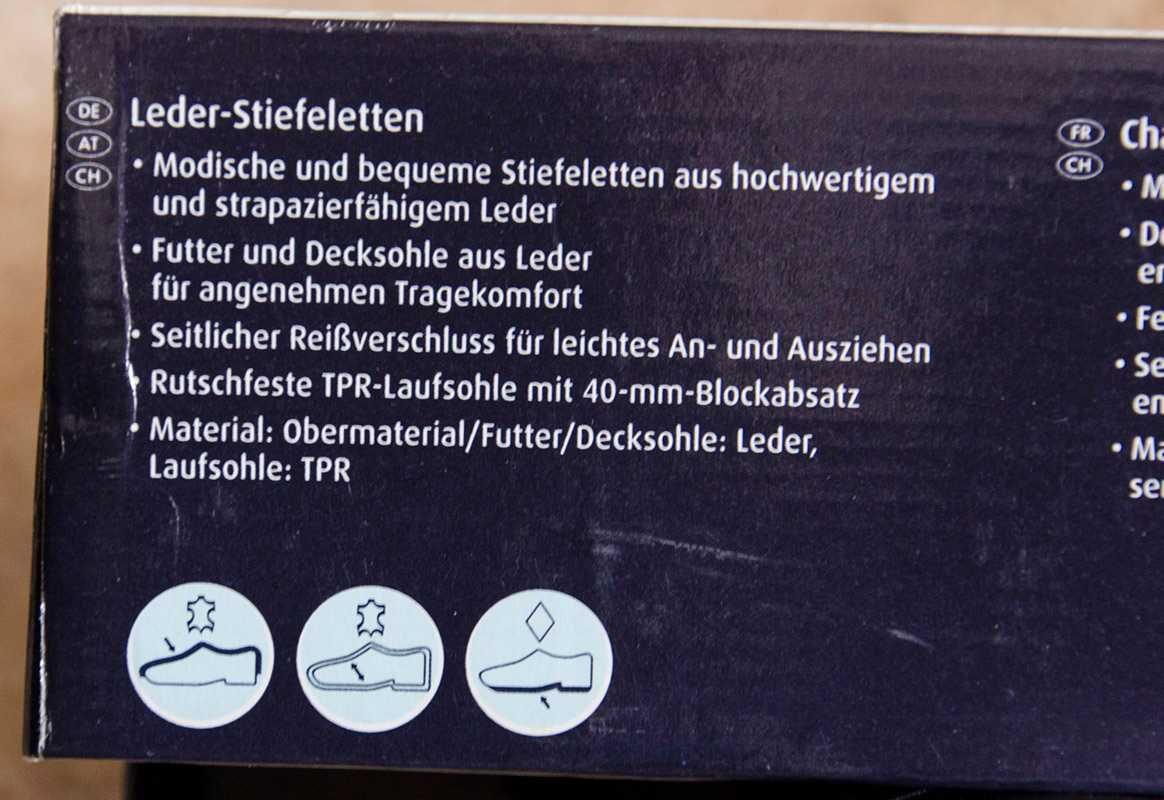 DE
AT
CH
Leder-Stiefeletten
• Modische und bequeme Stiefeletten aus hochwertigem
und strapazierfähigem Leder
• Futter und Decksohle aus Leder
für angenehmen Tragekomfort
• Seitlicher Reißverschluss für leichtes An- und Ausziehen
• Rutschfeste TPR-Laufsohle mit 40-mm-Blockabsatz
• Material: Obermaterial/Futter/Decksohle: Leder,
Laufsohle: TPR
FR
CH